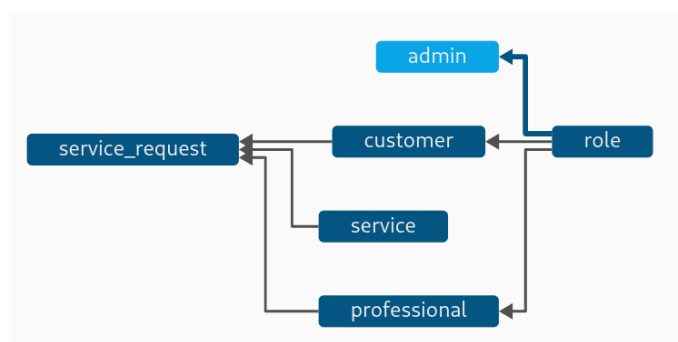 admin
service_request
customer
role
service
professional